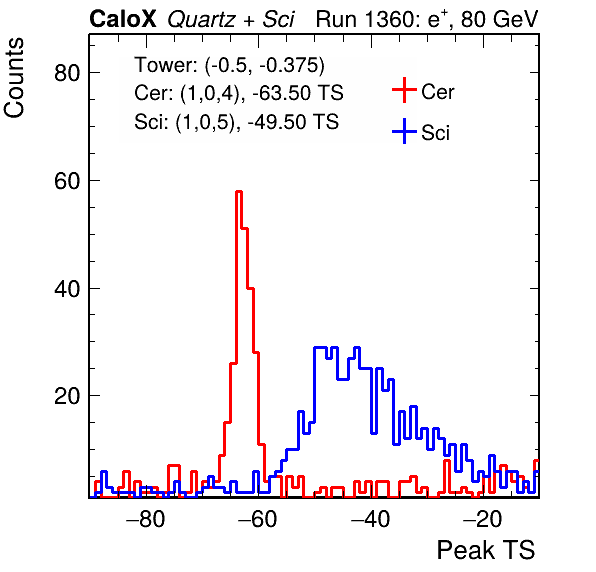 CaloX Quartz + Sci Run 1360: e+, 80 GeV
Tower: (-0.5, -0.375)
Cer: (1,0,4), -63.50 TS
Sci: (1,0,5), -49.50 TS
Cer
Sci
Counts
80
60
40
20
−80 −60 −40 −20
Peak TS